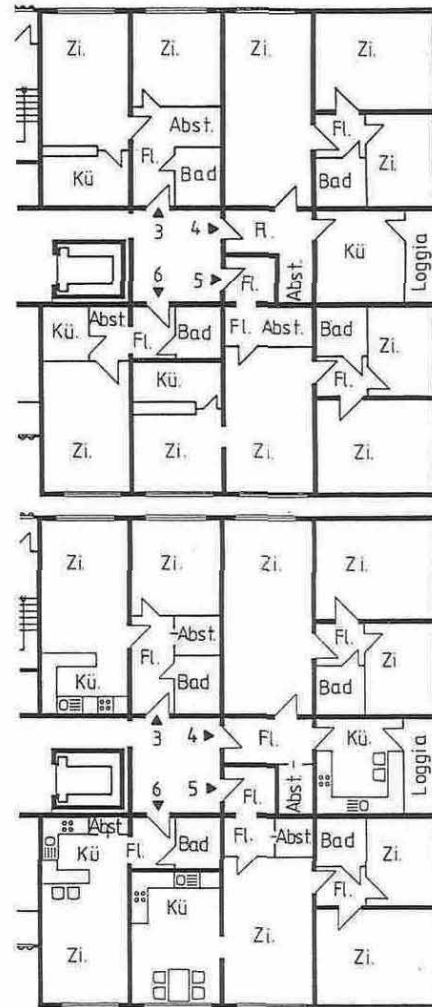 Zi. Zi. Zi. Zi.
Abst. Fl.
Kü Fl. Bad Bad Zi.
3 4 Fl. Kü Loggia
6 5 Fl. Abst.
Kü. Abst. Fl. Bad Fl. Abst. Bad Zi.
Kü. Fl.
Zi. Zi. Zi. Zi.
Zi. Zi. Zi. Zi.
Abst. Fl. Zi
Kü. Fl. Bad Bad
3 4 Fl. Kü. Loggia
6 5 Fl. Abst.
Abst. Fl. Bad Fl. Abst. Bad Zi.
Kü Kü Fl.
Zi. Zi. Zi.